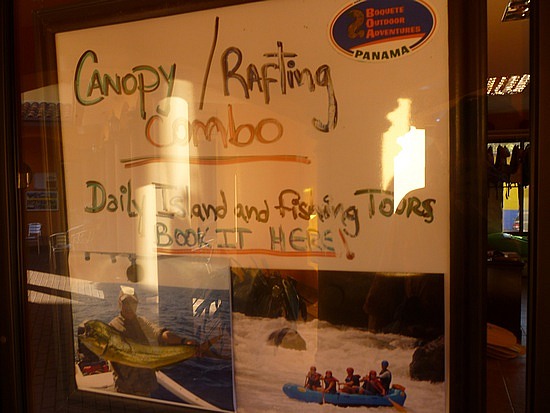 BOQUETE
OUTDOOR
ADVENTURES
PANAMA
CANOPY / RAFTING
COMBO
Daily Island and fishing Tours
BOOK IT HERE!